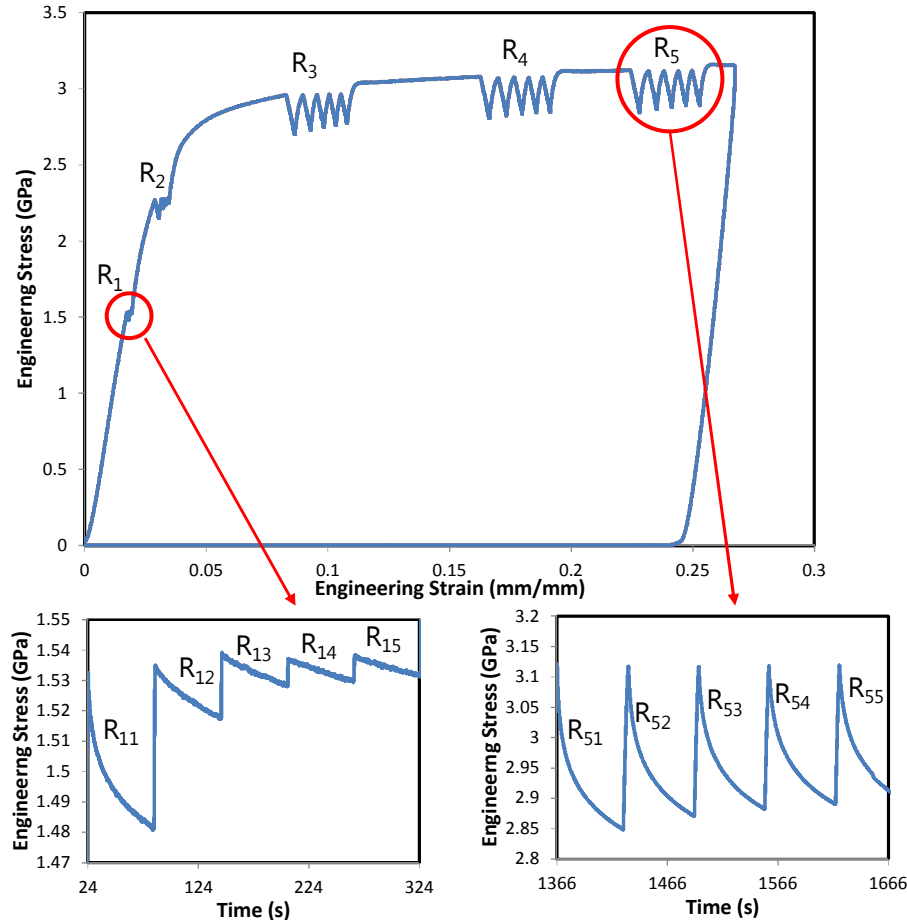 Engineerng Stress (GPa)
3.5
3
2.5
2
1.5
1
0.5
0
R1
R2
R3
R4
R5
0 0.05 0.1 0.15 0.2 0.25 0.3
Engineering Strain (mm/mm)
Engineerng Stress (GPa)
1.55
1.54
1.53
1.52
1.51
1.5
1.49
1.48
1.47
R11
R12
R13
R14
R15
24 124 224 324
Time (s)
Engineerng Stress (GPa)
3.2
3.15
3.1
3.05
3
2.95
2.9
2.85
2.8
R51
R52
R53
R54
R55
1366 1466 1566 1666
Time (s)